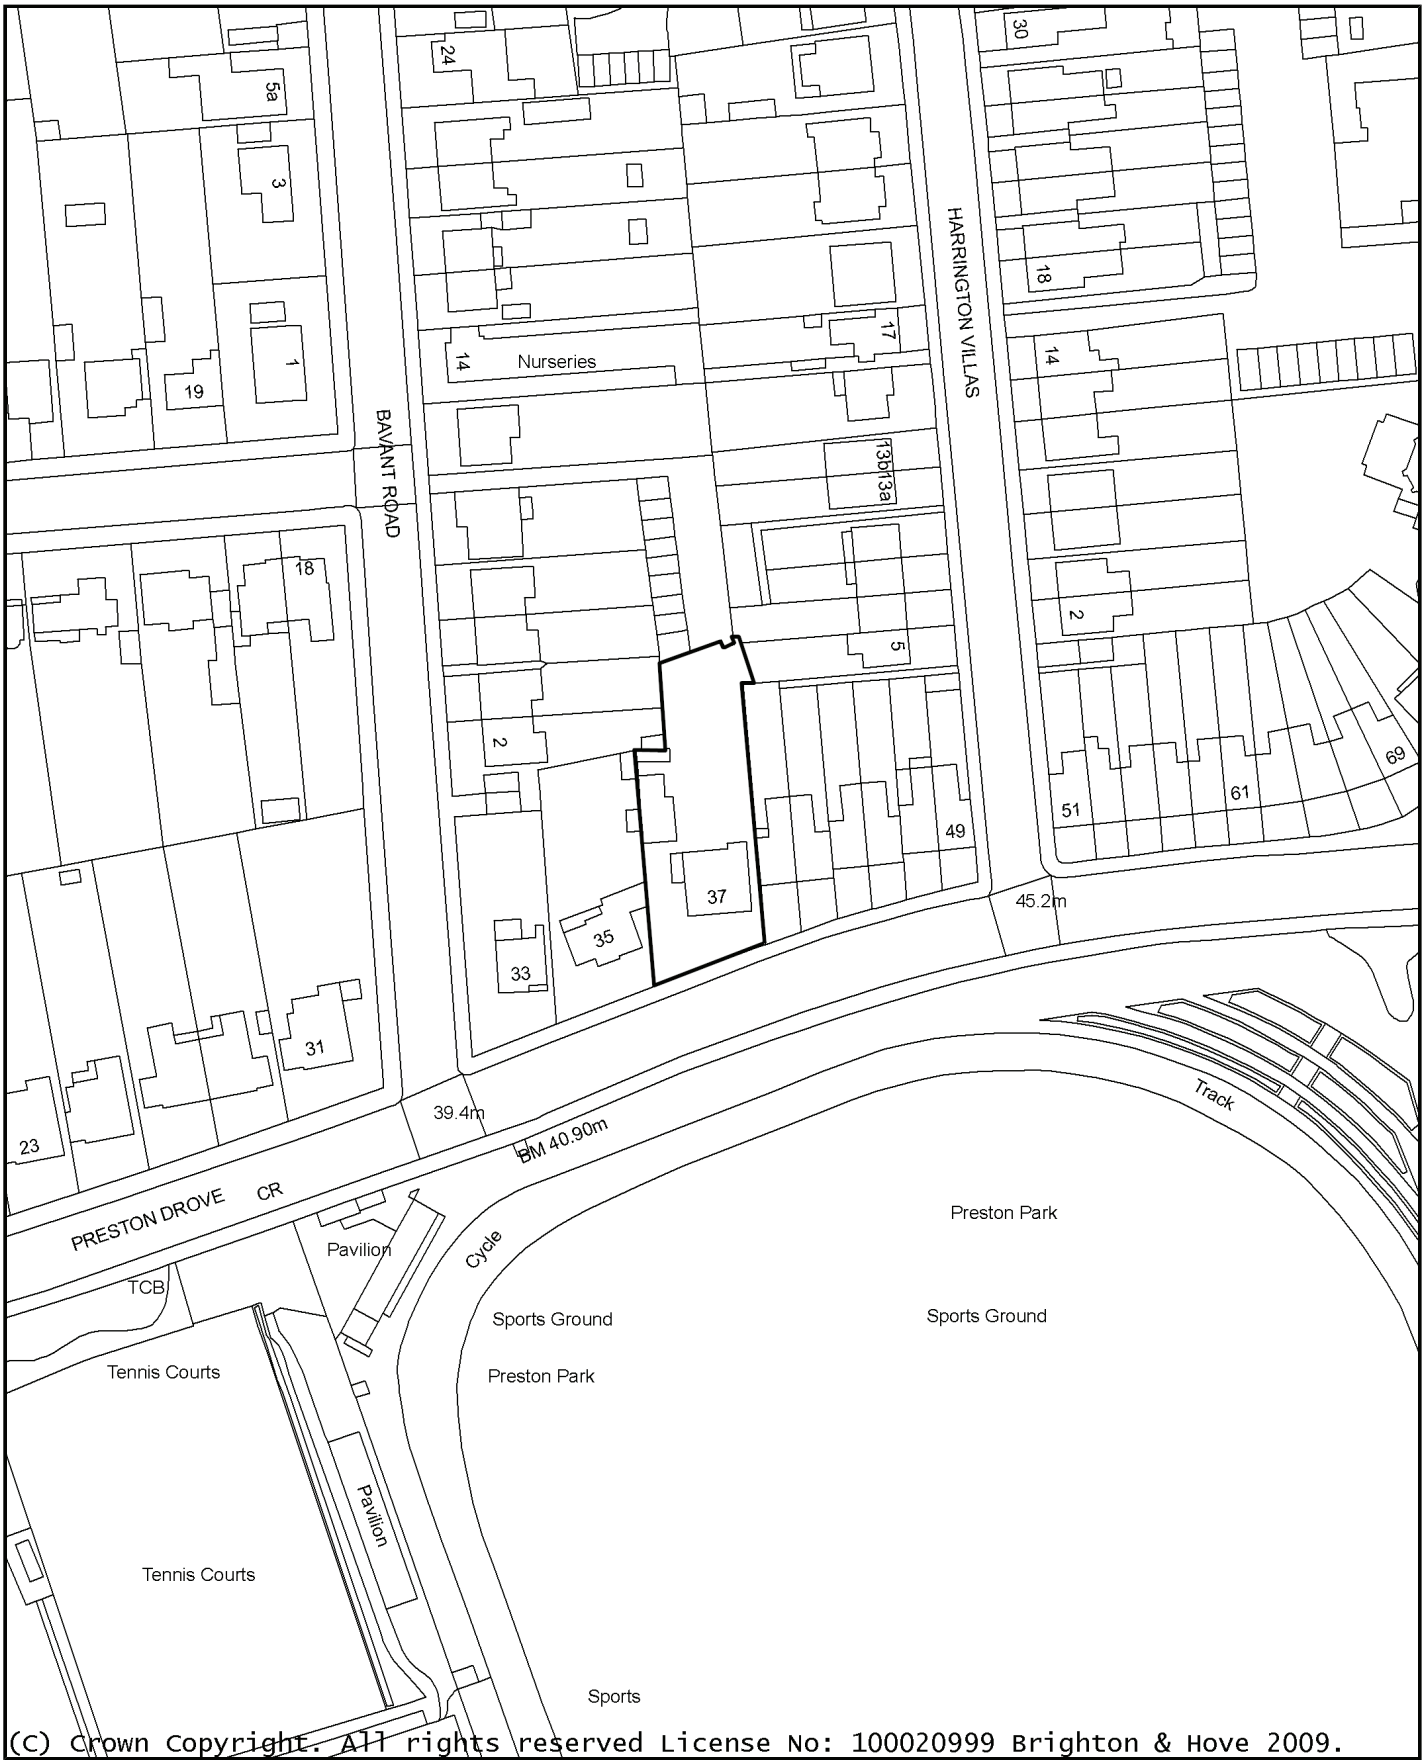 30
24
5a
3
HARRINGTON VILLAS
18
17
14
14
Nurseries
1
19
BAVANT ROAD
13b13a
18
2
5
2
69
61
51
49
37
45.2m
35
33
31
Track
39.4m
BM 40.90m
23
CR
PRESTON DROVE
Preston Park
Cycle
Pavilion
TCB
Sports Ground
Sports Ground
Tennis Courts
Preston Park
Pavilion
Tennis Courts
Sports
(c) Crown Copyright. All rights reserved License No: 100020999 Brighton & Hove 2009.